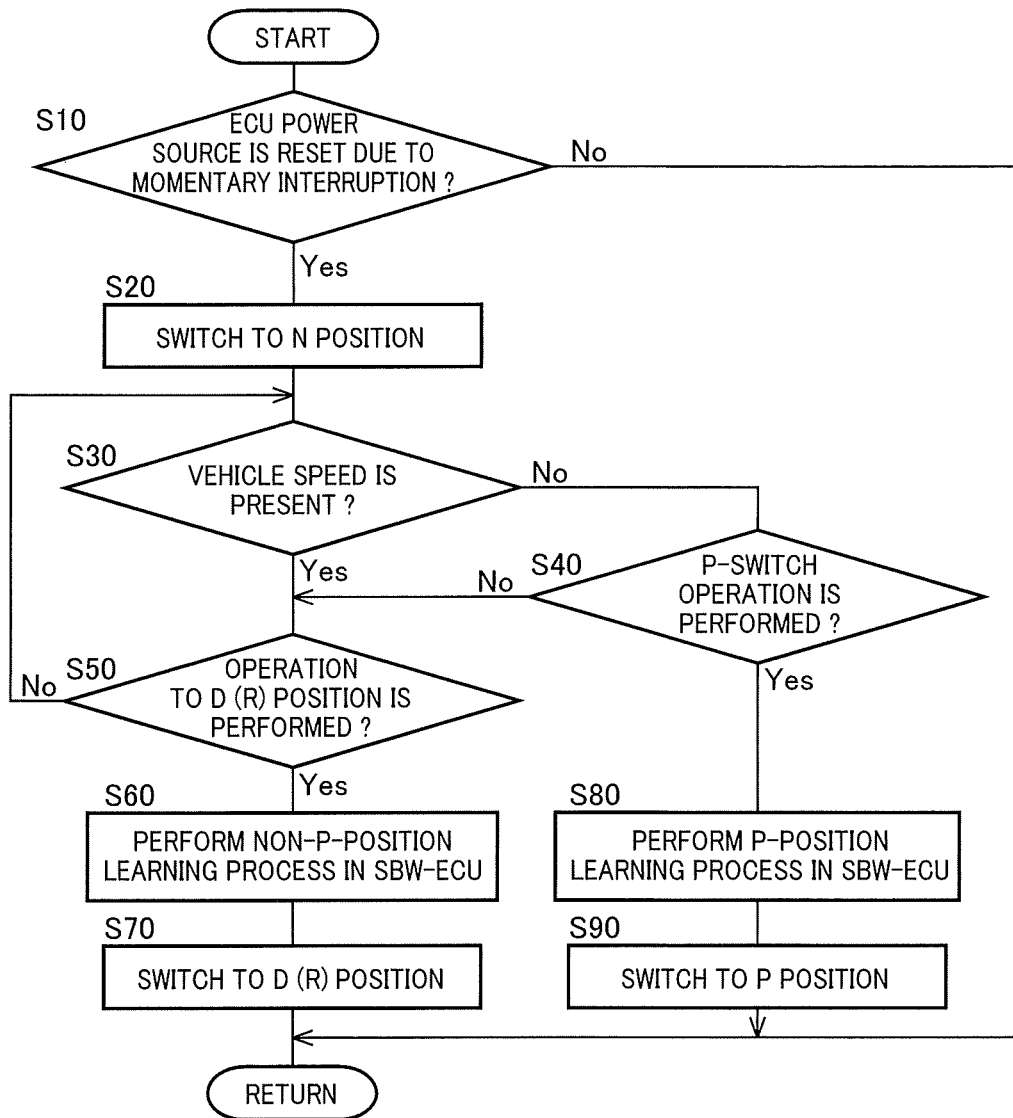 START
S10
ECU POWER
SOURCE IS RESET DUE TO
MOMENTARY INTERRUPTION ?
No
Yes
S20
SWITCH TO N POSITION
S30
VEHICLE SPEED IS
PRESENT ?
No
Yes
S40
P-SWITCH
OPERATION IS
PERFORMED ?
No
Yes
S50
OPERATION
TO D (R) POSITION IS
PERFORMED ?
No
Yes
S60
PERFORM NON-P-POSITION
LEARNING PROCESS IN SBW-ECU
S80
PERFORM P-POSITION
LEARNING PROCESS IN SBW-ECU
S70
SWITCH TO D (R) POSITION
S90
SWITCH TO P POSITION
RETURN